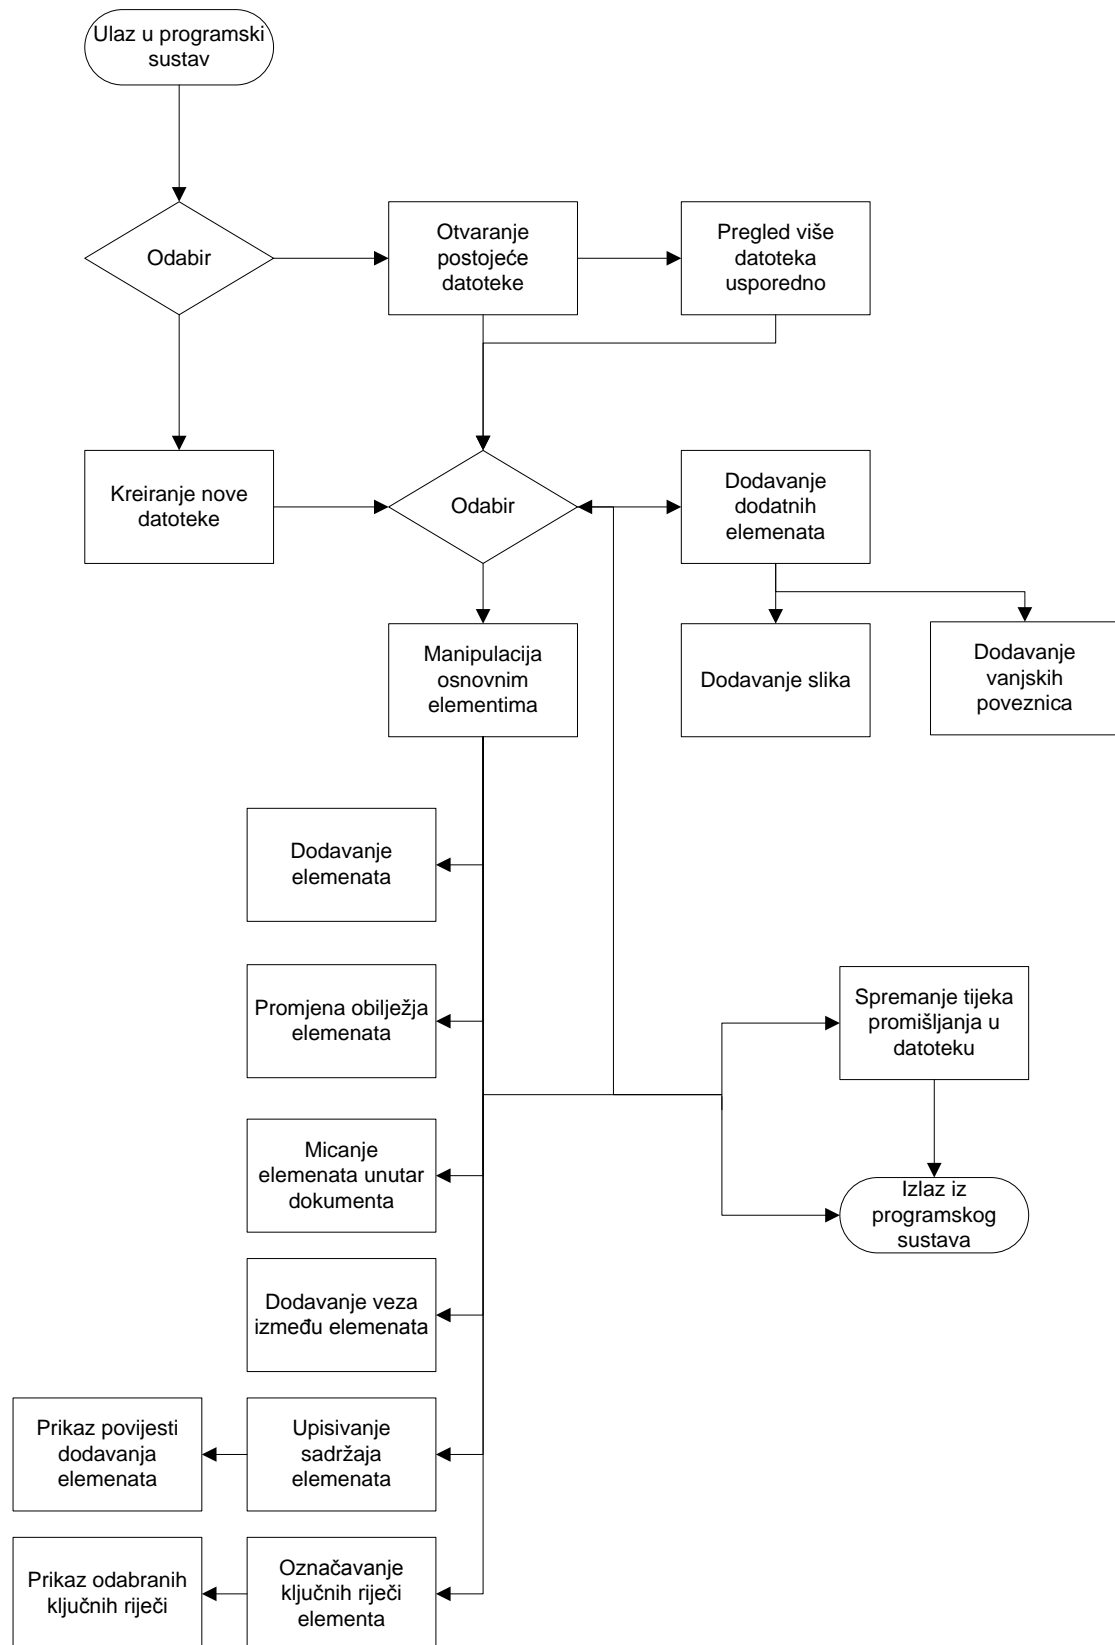 Ulaz u programski
sustav
Odabir
Otvaranje
postojeće
datoteke
Pregled više
datoteka
usporedno
Kreiranje nove
datoteke
Odabir
Dodavanje
dodatnih
elemenata
Manipulacija
osnovnim
elementima
Dodavanje slika
Dodavanje
vanjskih
poveznica
Dodavanje
elemenata
Promjena obilježja
elemenata
Spremanje tijeka
promišljanja u
datoteku
Micanje
elemenata unutar
dokumenta
Izlaz iz
programskog
sustava
Dodavanje veza
između elemenata
Prikaz povijesti
dodavanja
elemenata
Upisivanje
sadržaja
elemenata
Prikaz odabranih
ključnih riječi
Označavanje
ključnih riječi
elementa